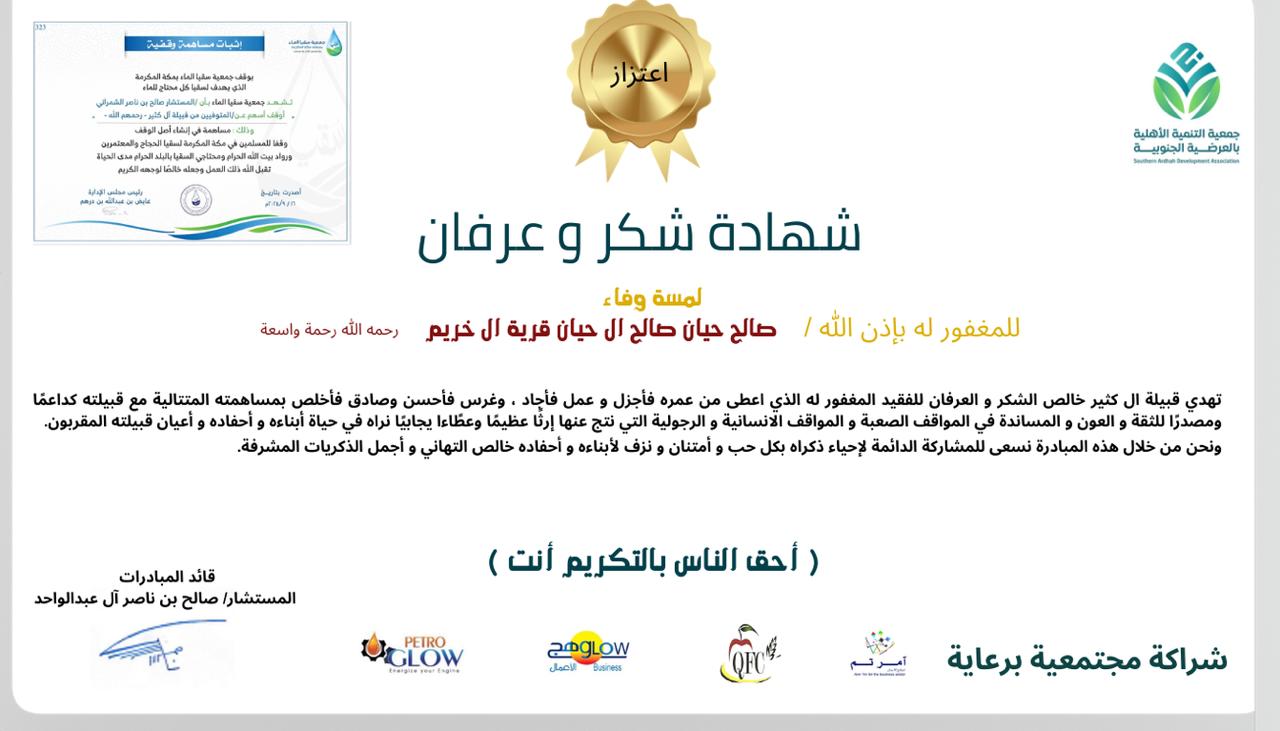 323
إثبات مساهمة وقفية
جمعية سقيا الماء
بوقف جمعية سقيا الماء بمكة المكرمة
الذي يهدف لسقيا كل محتاج للماء
تشهد جمعية سقيا الماء بأن /المستشار صالح بن ناصر الشمراني
أوقف أسهم عن/المتوفيين من قبيلة آل كثير - رحمهم الله -
وذلك : مساهمة في إنشاء أصل الوقف
وقفا للمسلمين في مكة المكرمة لسقيا الحجاج والمعتمرين
ورواد بيت الله الحرام ومحتاجي السقيا بالبلد الحرام مدى الحياة
تقبل الله ذلك العمل وجعله خالصًا لوجهه الكريم
أصدرت بتاريخ
رئيس مجلس الإدارة
عايض بن عبدالله بن درهم
اعتزاز
جمعية التنمية الأهلية
بالعرضية الجنوبية
Southern Ardhah Development Association
شهادة شكر و عرفان
لمسة وفاء
للمغفور له بإذن الله / صالح حيان صالح ال حيان قرية ال خريم رحمه الله رحمة واسعة
تهدي قبيلة ال كثير خالص الشكر و العرفان للفقيد المغفور له الذي اعطى من عمره فأجزل و عمل فأجاد ، وغرس فأحسن وصادق فأخلص بمساهمته المتتالية مع قبيلته كداعمًا
ومصدرًا للثقة و العون و المساندة في المواقف الصعبة و المواقف الانسانية و الرجولية التي نتج عنها إرثًا عظيمًا وعطًاءا يجابيًا نراه في حياة أبناءه و أحفاده و أعيان قبيلته المقربون.
ونحن من خلال هذه المبادرة نسعى للمشاركة الدائمة لإحياء ذكراه بكل حب و أمتنان و نزف لأبناءه و أحفاده خالص التهاني و أجمل الذكريات المشرفة.
( أحق الناس بالتكريم أنت )
قائد المبادرات
المستشار/ صالح بن ناصر آل عبدالواحد
شراكة مجتمعية برعاية
آمر تم
QFC
هج GLOW
الأعمال Business
PETRO
GLOW
Energize your Engine